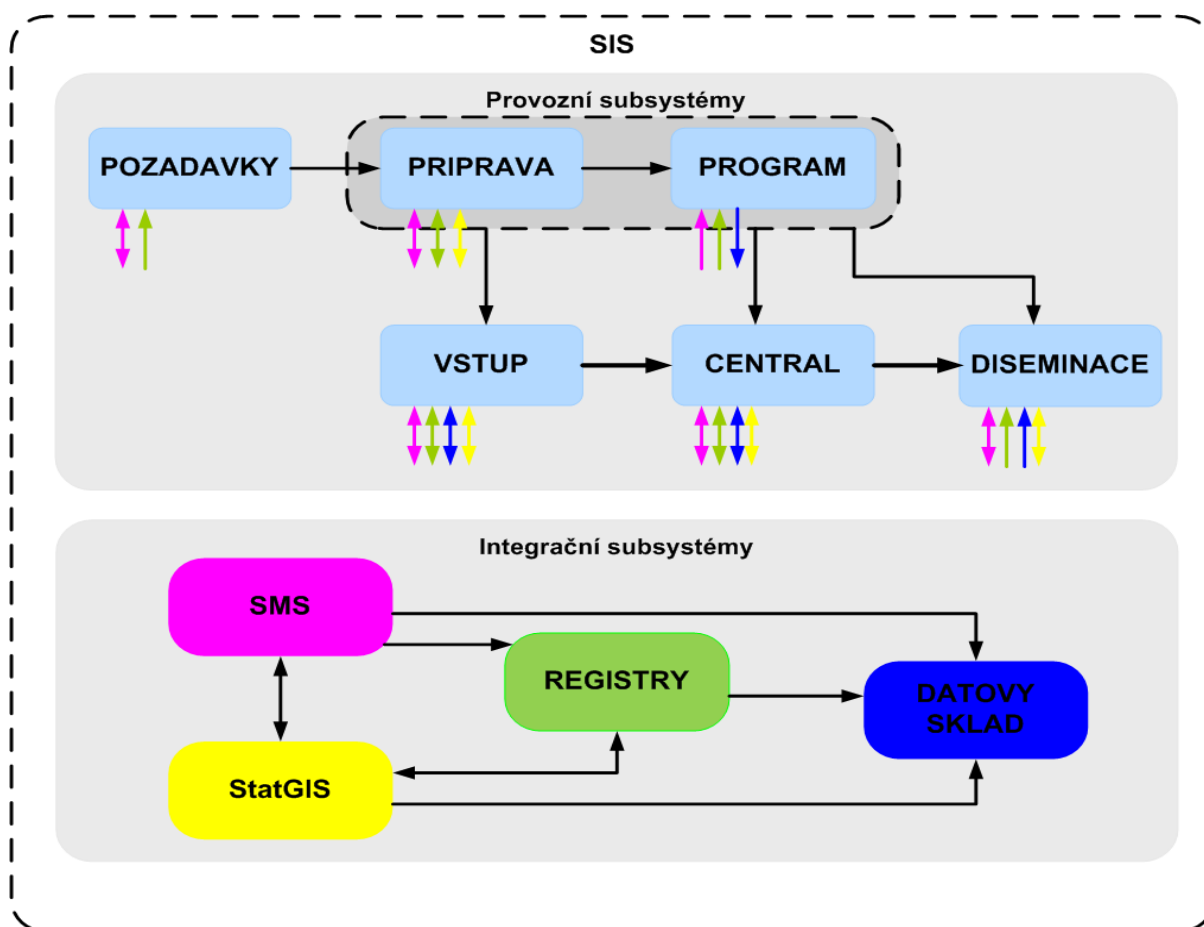 SIS
Provozní subsystémy
POZADAVKY
PRIPRAVA
PROGRAM
VSTUP
CENTRAL
DISEMINACE
Integrační subsystémy
SMS
REGISTRY
DATOVY
SKLAD
StatGIS